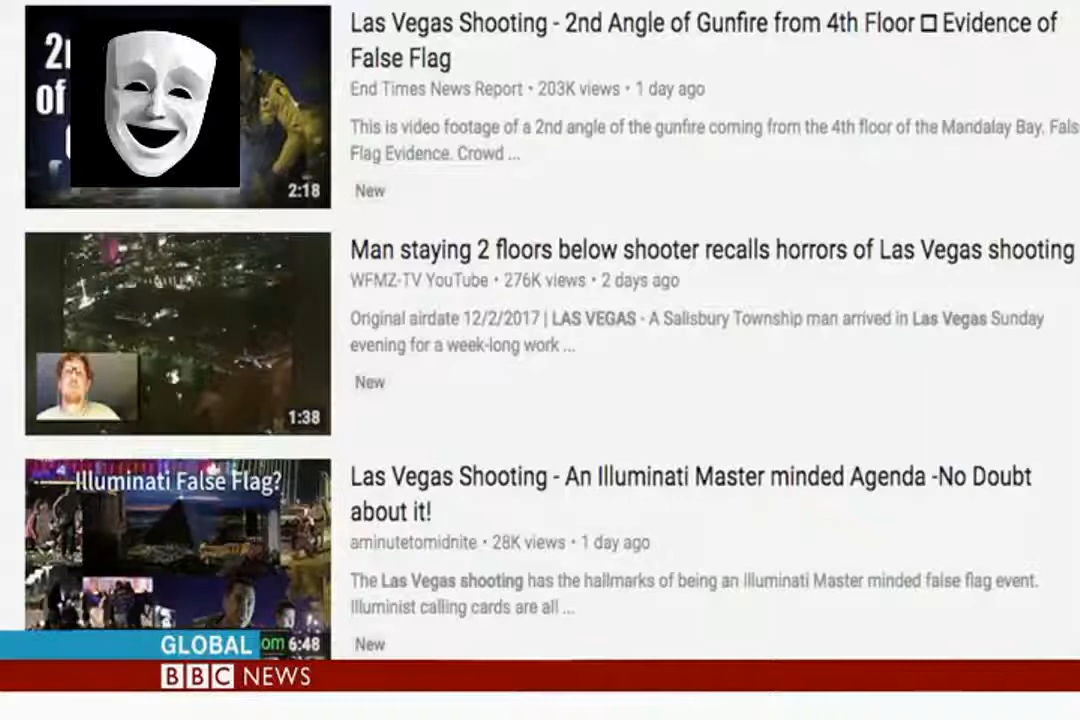 2
of
2:18
Las Vegas Shooting - 2nd Angle of Gunfire from 4th Floor □ Evidence of
False Flag
End Times News Report • 203K views • 1 day ago
This is video footage of a 2nd angle of the gunfire coming from the 4th floor of the Mandalay Bay. Fals
Flag Evidence. Crowd ...
New
1:38
Man staying 2 floors below shooter recalls horrors of Las Vegas shooting
WFMZ-TV YouTube • 276K views • 2 days ago
Original airdate 12/2/2017 | LAS VEGAS - A Salisbury Township man arrived in Las Vegas Sunday
evening for a week-long work ...
New
Illuminati False Flag?
om 6:48
Las Vegas Shooting - An Illuminati Master minded Agenda -No Doubt
about it!
aminutetomidnite • 28K views • 1 day ago
The Las Vegas shooting has the hallmarks of being an Illuminati Master minded false flag event.
Illuminist calling cards are all ...
New
GLOBAL
BBC NEWS